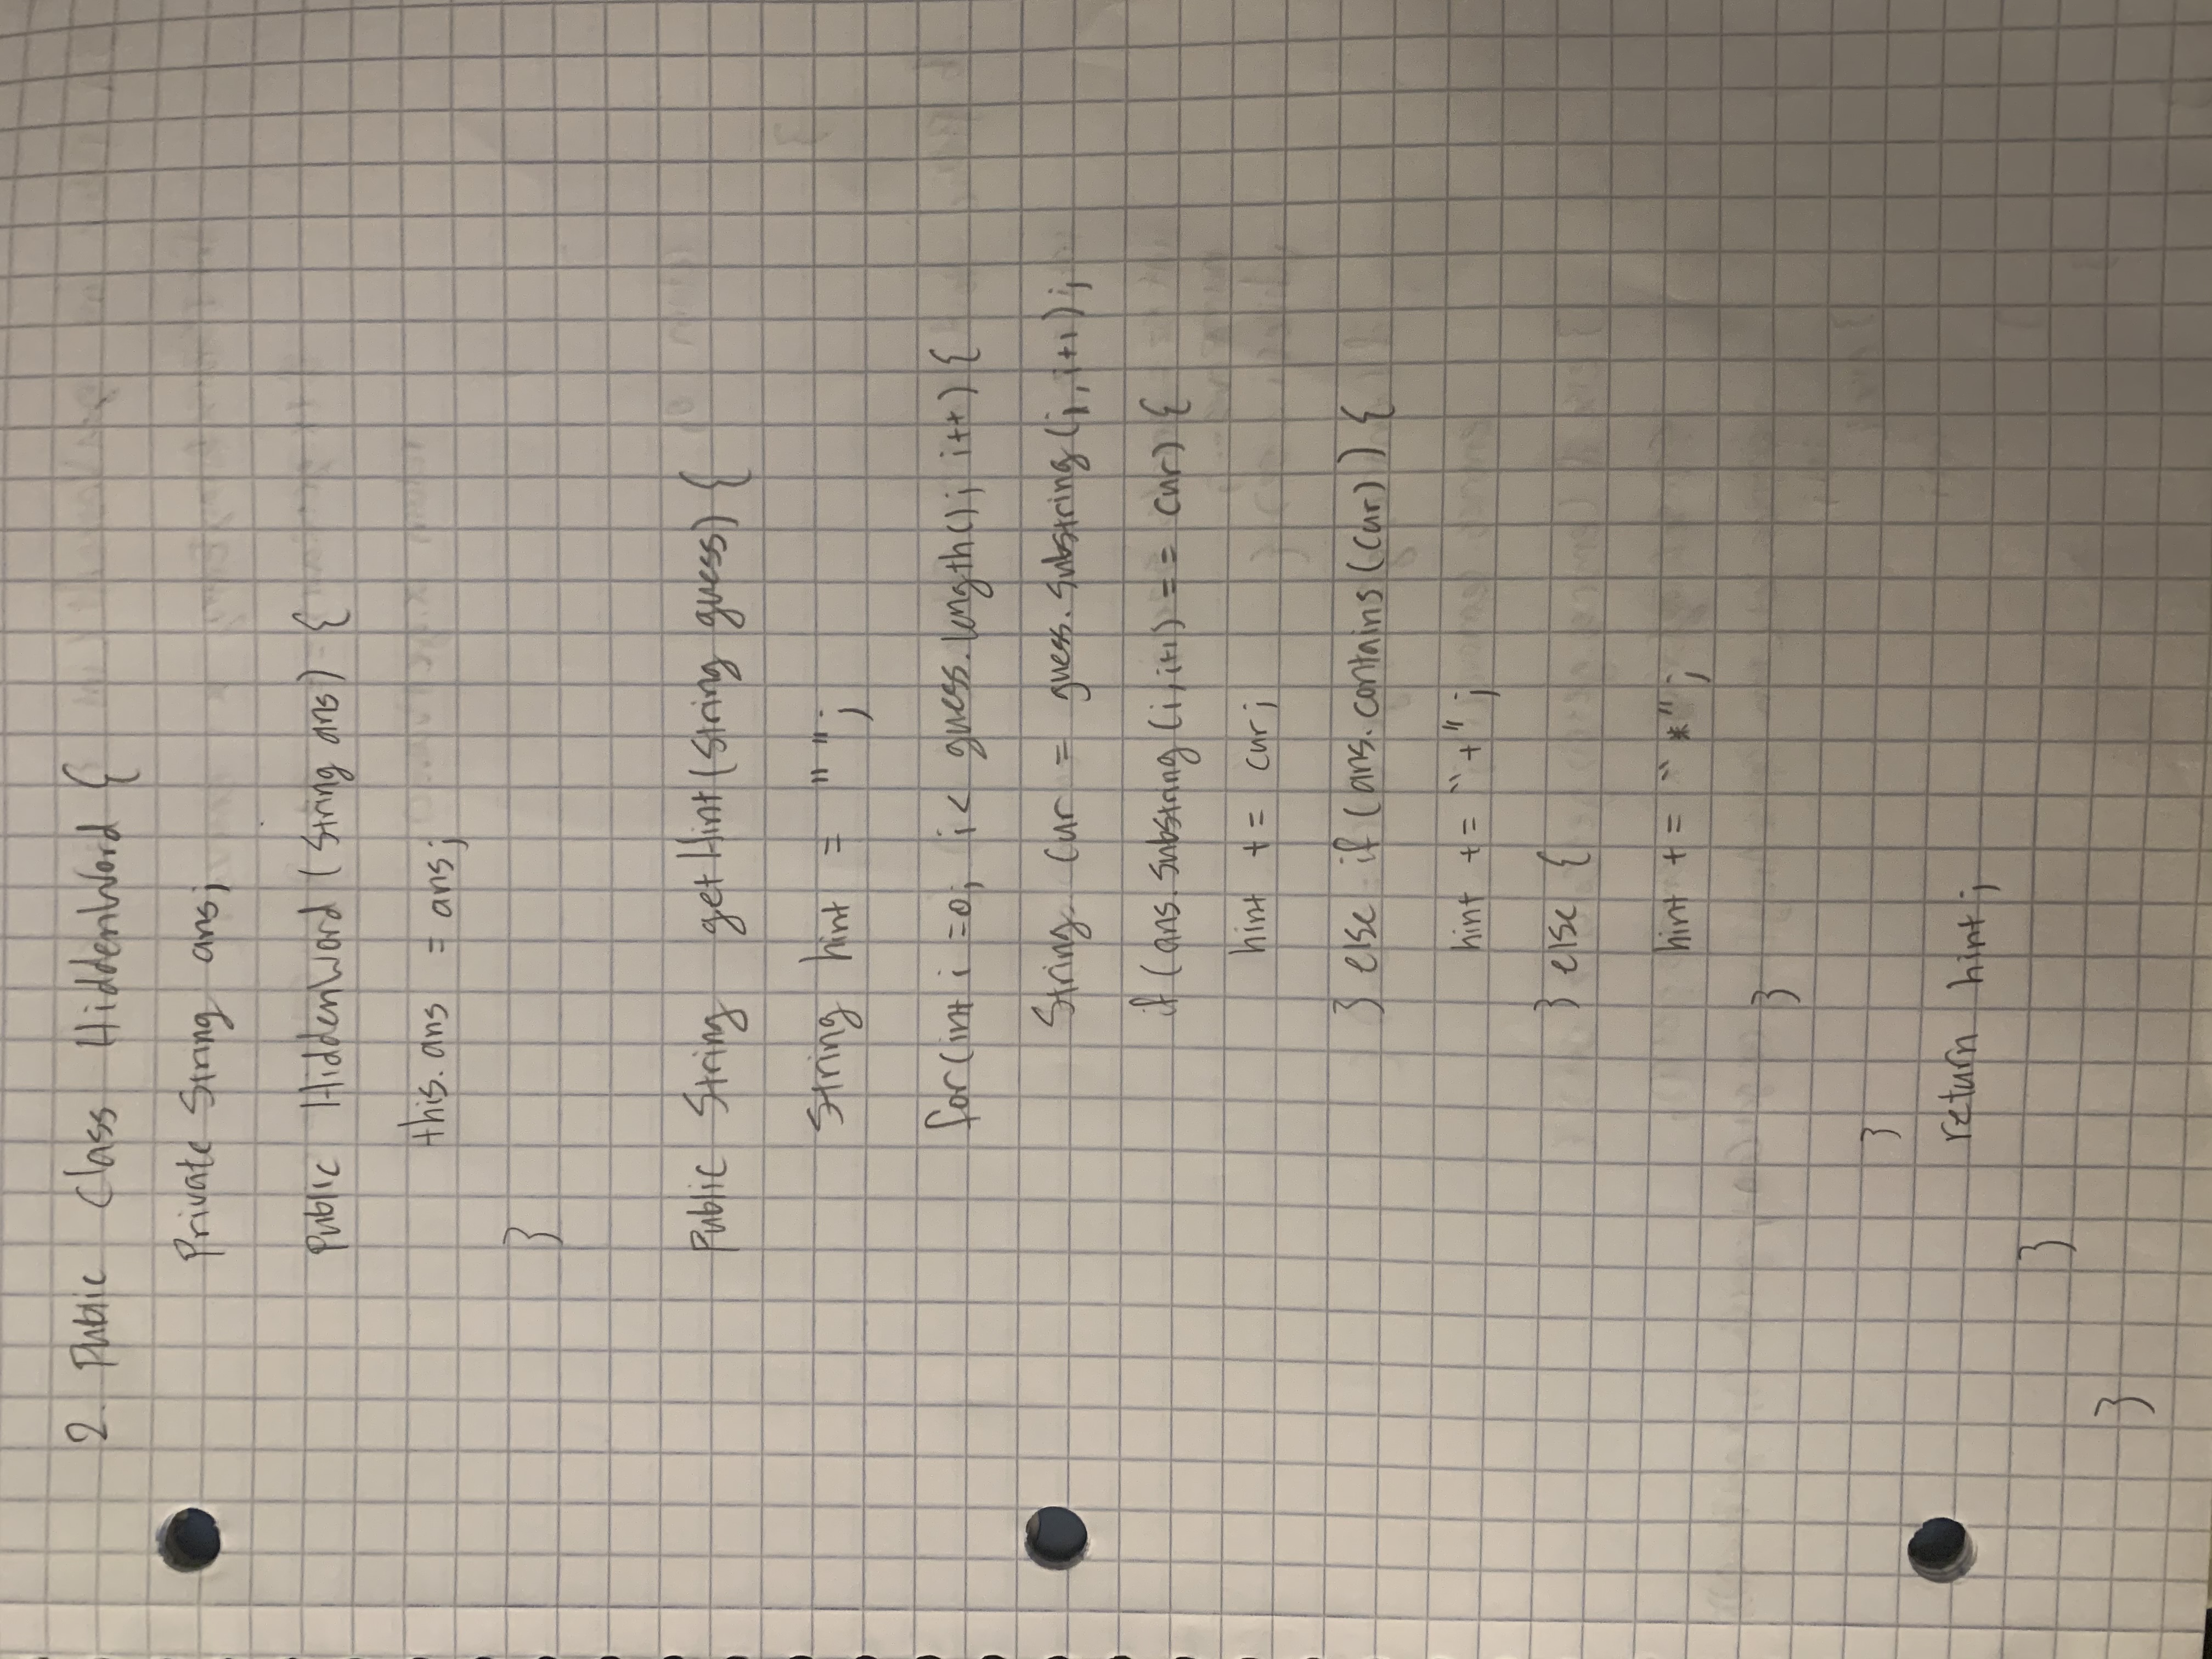 2. Public Class HiddenWord {
Private String ans;
Public HiddenWord (String ans) {
this.ans = ans;
}
Public String getHint (String guess) {
String hint = " ";
for (int i =0; i < guess.length(); i++) {
String cur = guess.substring (i, i+1);
if (ans.substring (i, i+1) == cur) {
hint += cur;
} else if (ans.contains (cur)) {
hint += "+";
} else {
hint += "*";
}
}
return hint;
}
}